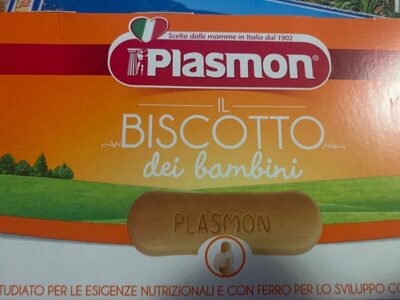 Scelto dalle mamme in Italia dal 1902
Plasmon
IL
BISCOTTO
dei bambini
PLASMON
STUDIATO PER LE ESIGENZE NUTRIZIONALI E CON FERRO PER LO SVILUPPO CO